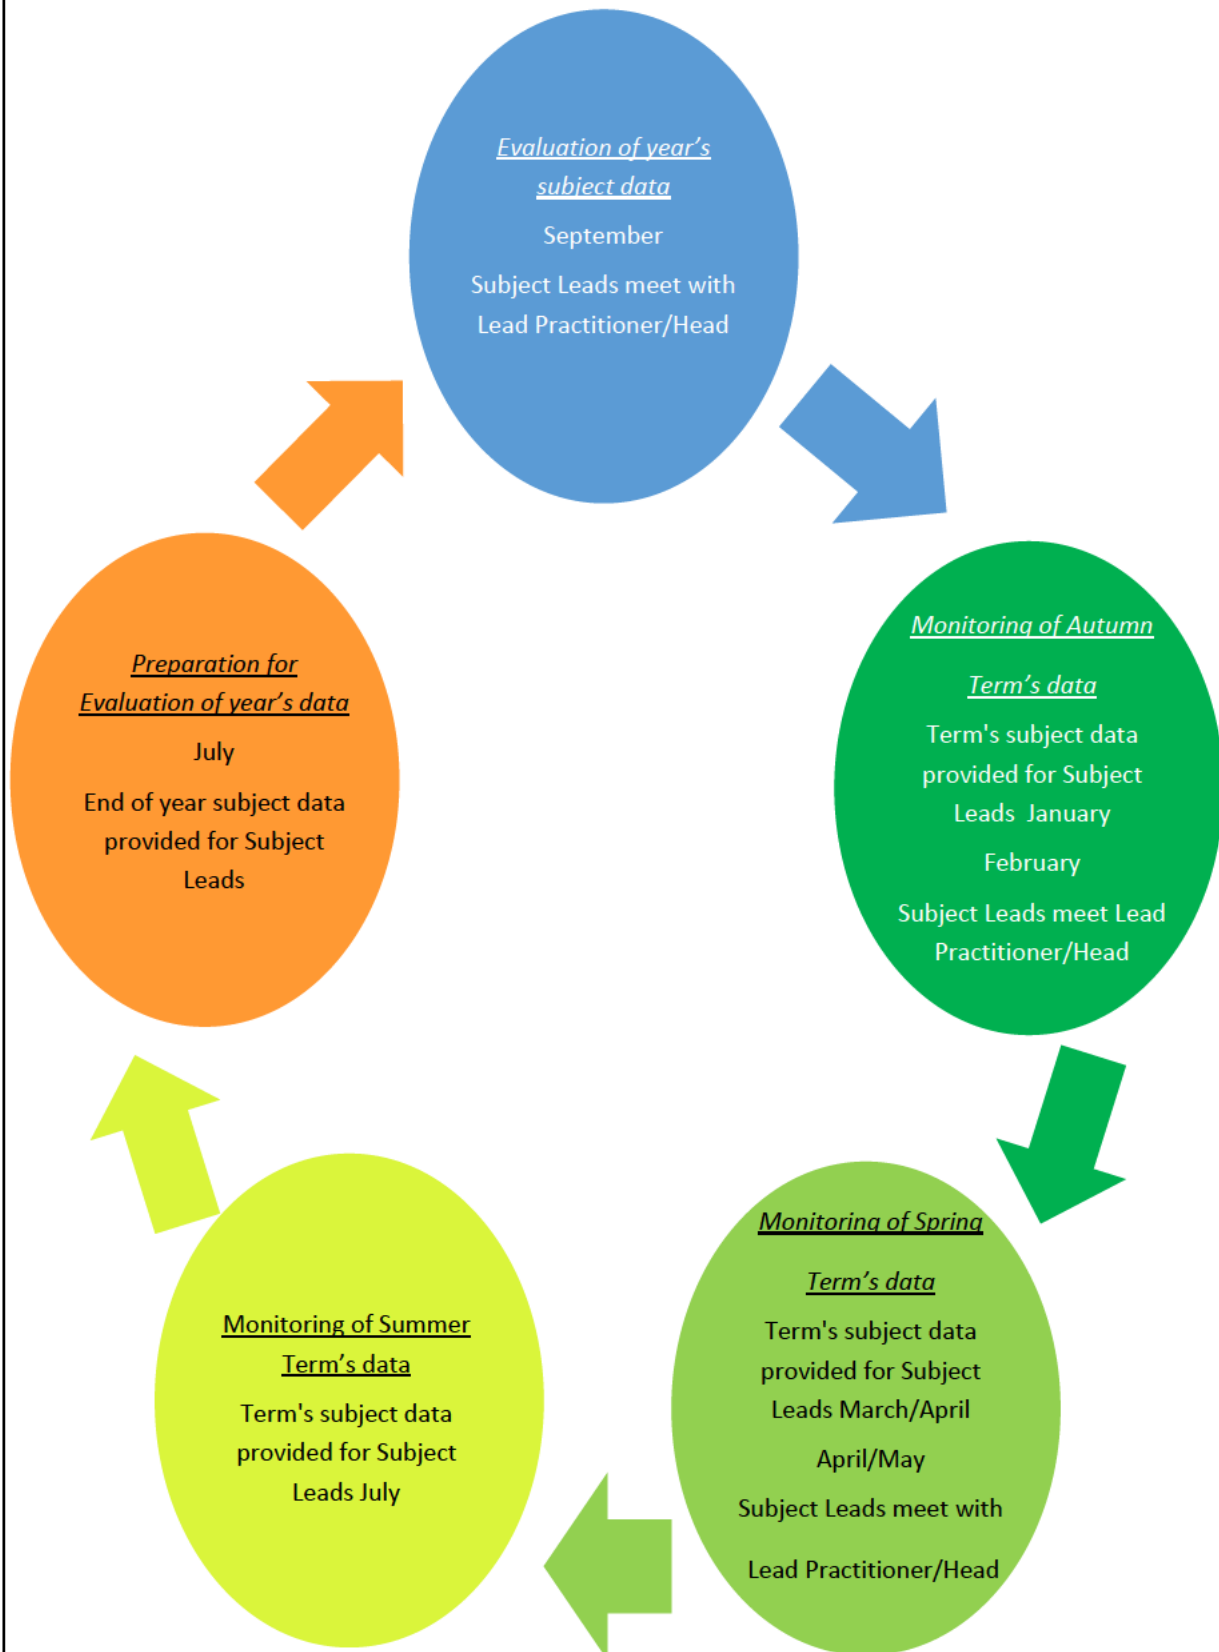 Evaluation of year’s
subject data
September
Subject Leads meet with
Lead Practitioner/Head
Monitoring of Autumn
Term’s data
Term's subject data
provided for Subject
Leads  January
February
Subject Leads meet Lead
Practitioner/Head
Monitoring of Spring
Term’s data
Term's subject data
provided for Subject
Leads March/April
April/May
Subject Leads meet with
Lead Practitioner/Head
Monitoring of Summer
Term’s data
Term's subject data
provided for Subject
Leads July
Preparation for
Evaluation of year’s data
July
End of year subject data
provided for Subject
Leads